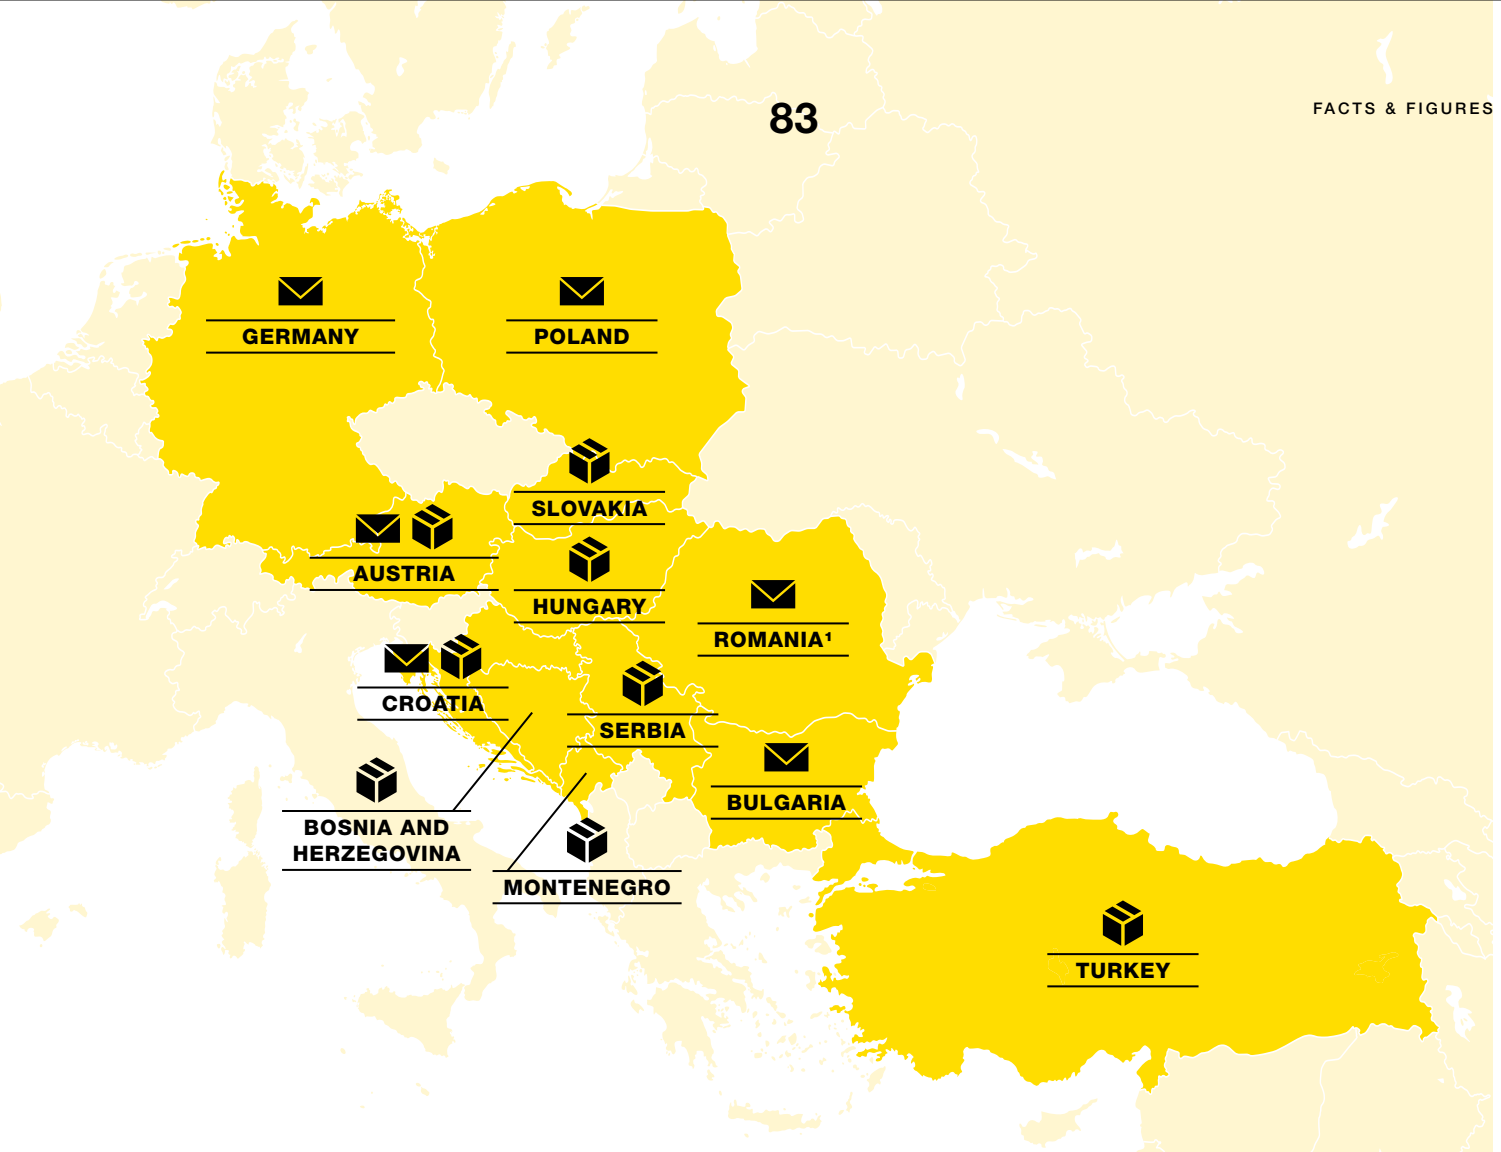 83
FACTS & FIGURES
GERMANY
POLAND
SLOVAKIA
AUSTRIA
HUNGARY
ROMANIA¹
CROATIA
SERBIA
BULGARIA
BOSNIA AND
HERZEGOVINA
MONTENEGRO
TURKEY